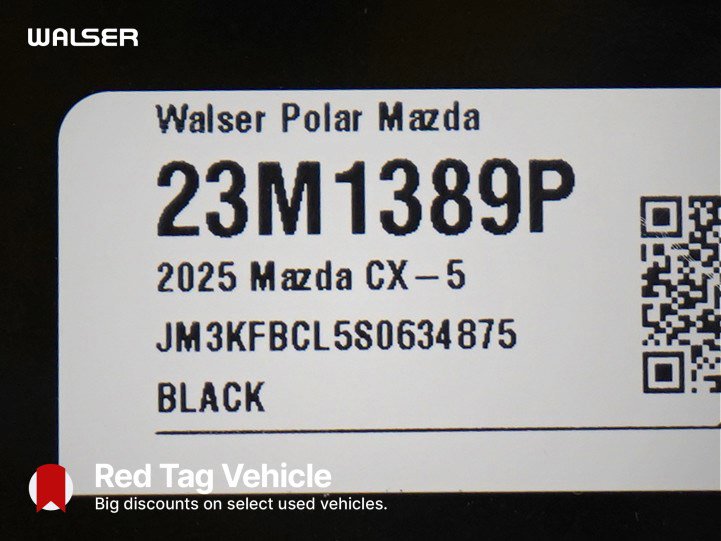 WALSER
Walser Polar Mazda
23M1389P
2025 Mazda CX-5
JM3KFBCL5S0634875
BLACK
Red Tag Vehicle
Big discounts on select used vehicles.